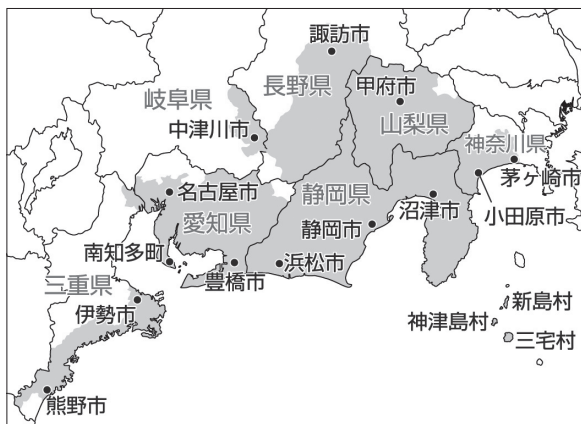 諏訪市
甲府市
長野県
岐阜県
山梨県
中津川市
神奈川県
茅ヶ崎市
名古屋市
静岡県
沼津市
小田原市
愛知県
静岡市
南知多町
豊橋市
浜松市
三重県
伊勢市
新島村
神津島村
三宅村
熊野市